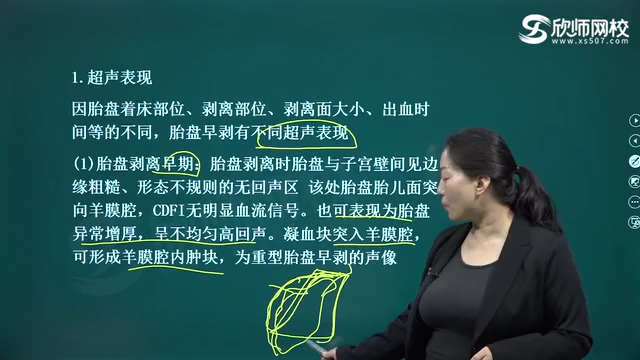 欣师网校
www.xs507.com
1.超声表现
因胎盘着床部位、剥离部位、剥离面大小、出血时
间等的不同，胎盘早剥有不同超声表现
(1)胎盘剥离早期：胎盘剥离时胎盘与子宫壁间见边
缘粗糙、形态不规则的无回声区 该处胎盘胎儿面突
向羊膜腔，CDFI无明显血流信号。也可表现为胎盘
异常增厚，呈不均匀高回声。凝血块突入羊膜腔，
可形成羊膜腔内肿块，为重型胎盘早剥的声像